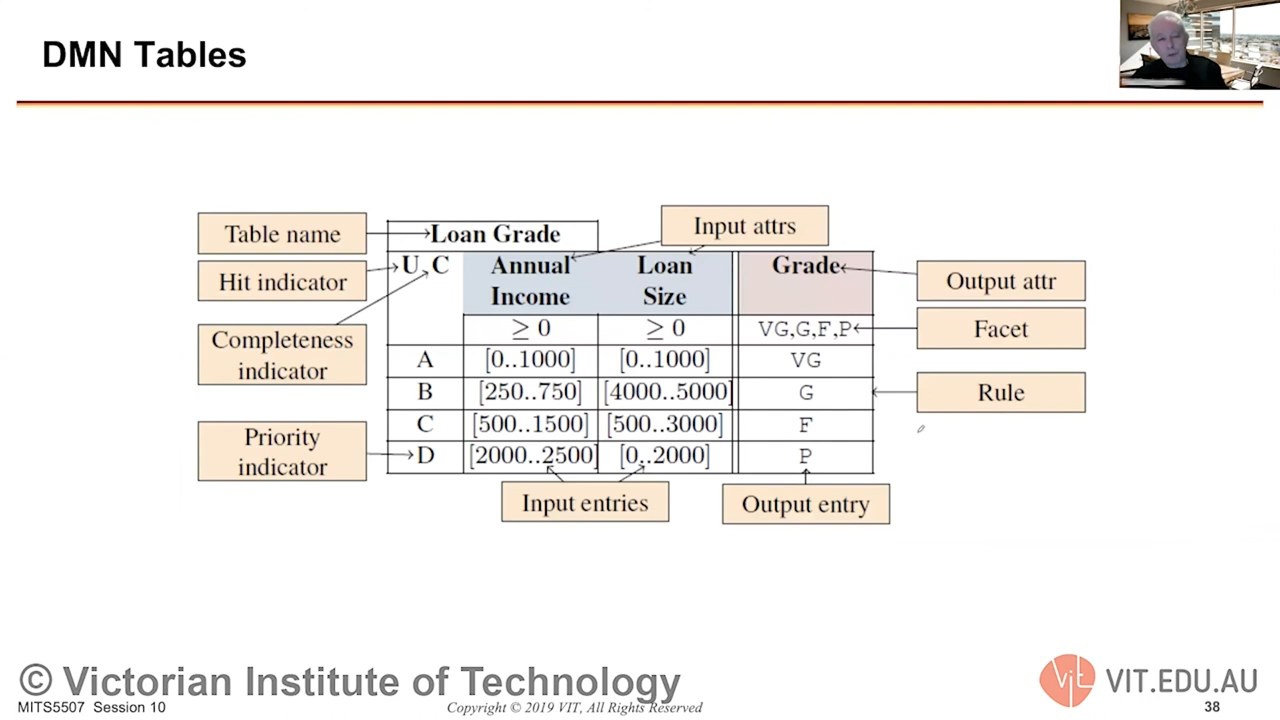 DMN Tables
Table name
Loan Grade
Input attrs
Hit indicator
U C
Annual
Income
Loan
Size
Grade
Output attr
Completeness
indicator
≥ 0
≥ 0
VG,G,F,P
Facet
A
[0..1000]
[0..1000]
VG
B
[250..750]
[4000..5000]
G
Rule
C
[500..1500]
[500..3000]
F
Priority
indicator
D
[2000..2500]
[0..2000]
P
Input entries
Output entry
© Victorian Institute of Technology
MITS5507 Session 10
Copyright © 2019 VIT, All Rights Reserved
Vit
VIT.EDU.AU
38